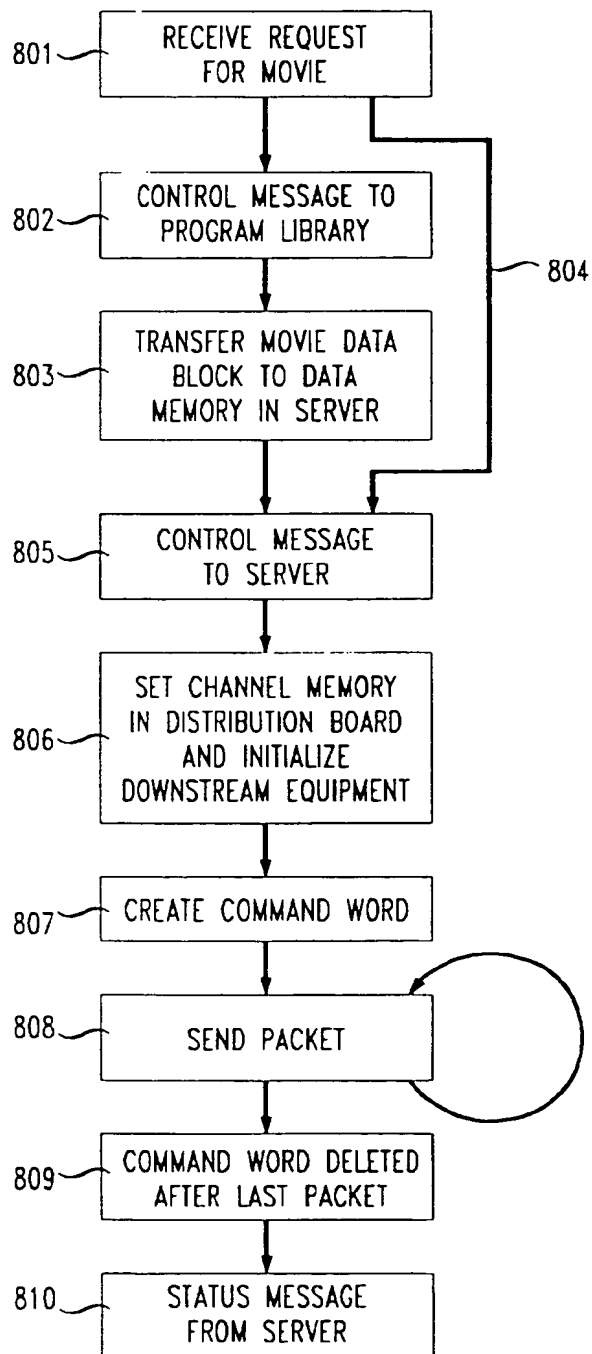 801
RECEIVE REQUEST
FOR MOVIE
802
CONTROL MESSAGE TO
PROGRAM LIBRARY
804
803
TRANSFER MOVIE DATA
BLOCK TO DATA
MEMORY IN SERVER
805
CONTROL MESSAGE
TO SERVER
806
SET CHANNEL MEMORY
IN DISTRIBUTION BOARD
AND INITIALIZE
DOWNSTREAM EQUIPMENT
807
CREATE COMMAND WORD
808
SEND PACKET
809
COMMAND WORD DELETED
AFTER LAST PACKET
810
STATUS MESSAGE
FROM SERVER